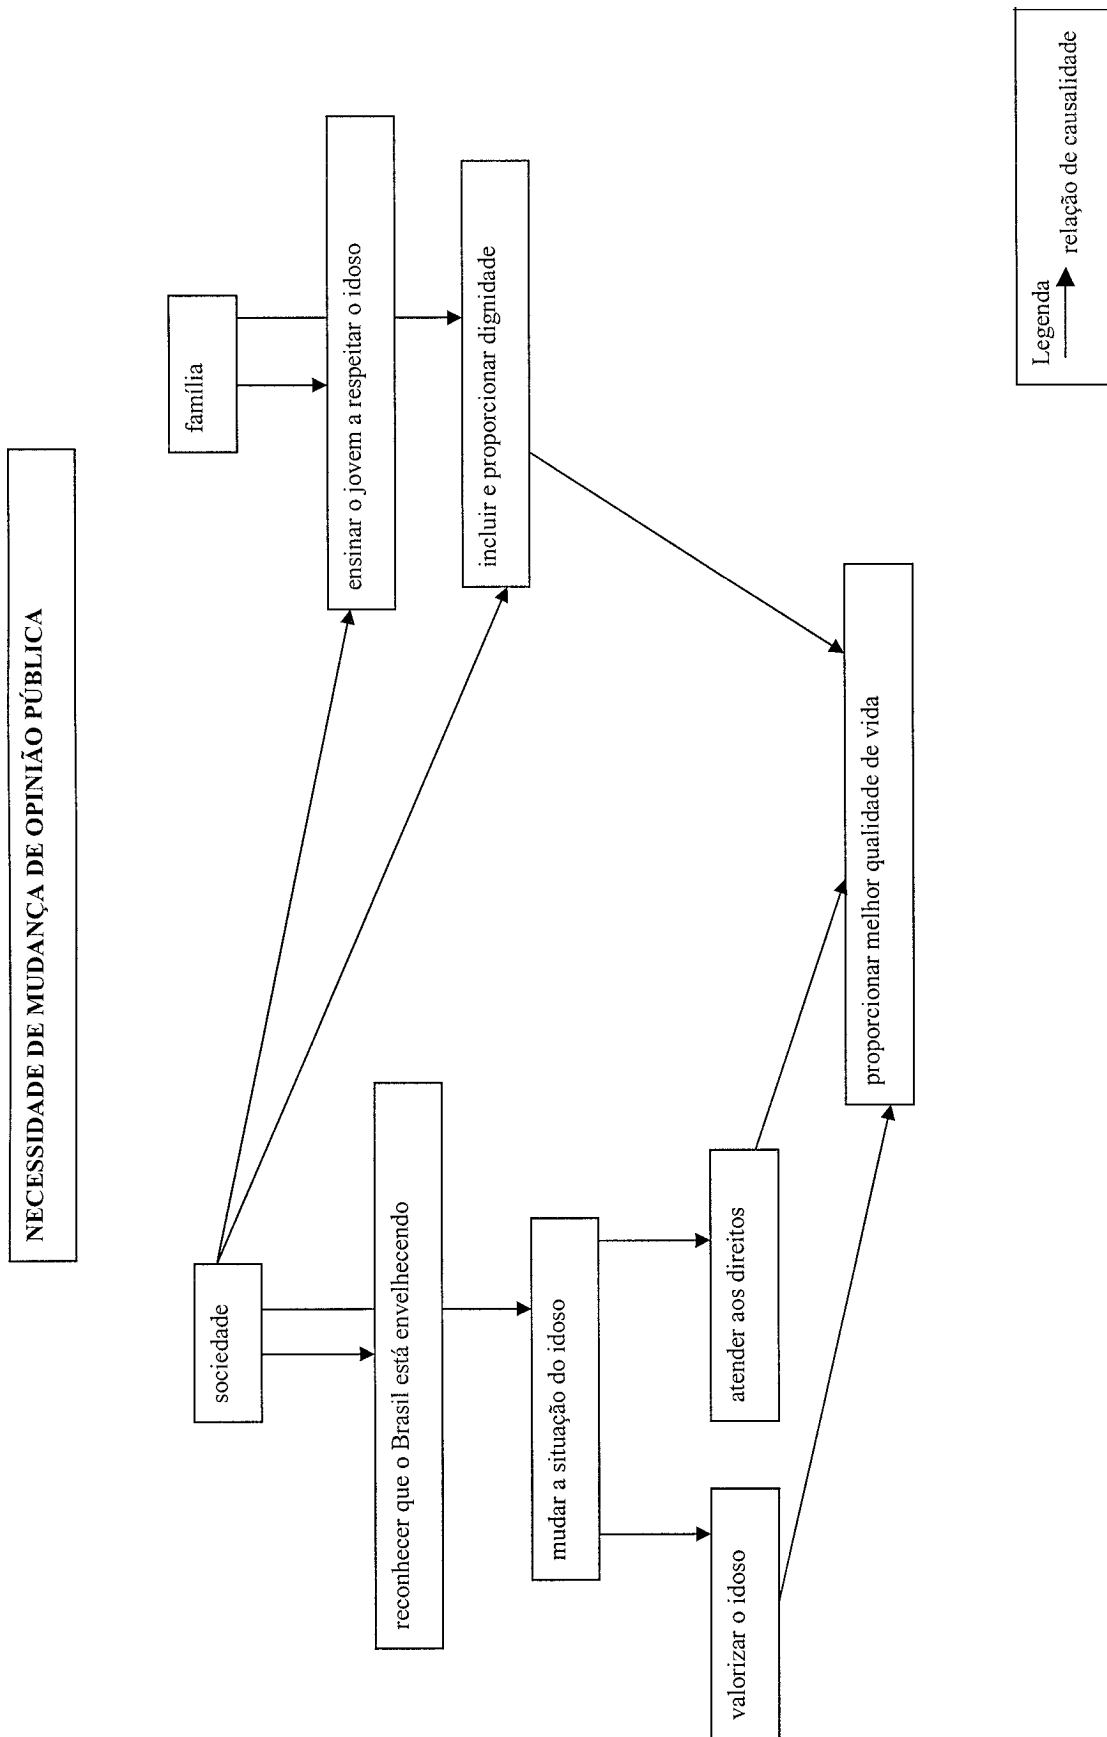 NECESSIDADE DE MUDANÇA DE OPINIÃO PÚBLICA
sociedade
família
reconhecer que o Brasil está envelhecendo
ensinar o jovem a respeitar o idoso
mudar a situação do idoso
incluir e proporcionar dignidade
valorizar o idoso
atender aos direitos
proporcionar melhor qualidade de vida
Legenda
relação de causalidade